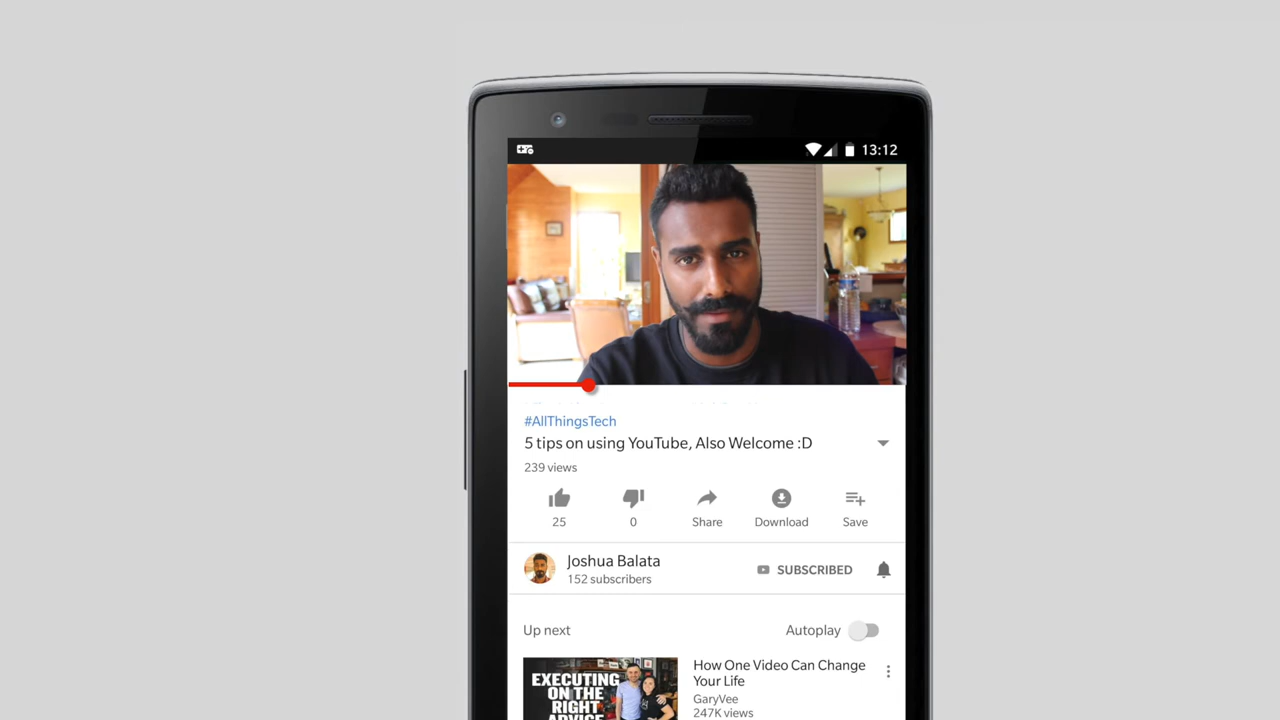 13:12
#AllThingsTech
5 tips on using YouTube, Also Welcome :D
239 views
25
0
Share
Download
Save
Joshua Balata
152 subscribers
SUBSCRIBED
Up next
Autoplay
EXECUTING
ON THE
RIGHT
ADVICE
How One Video Can Change
Your Life
GaryVee
247K views